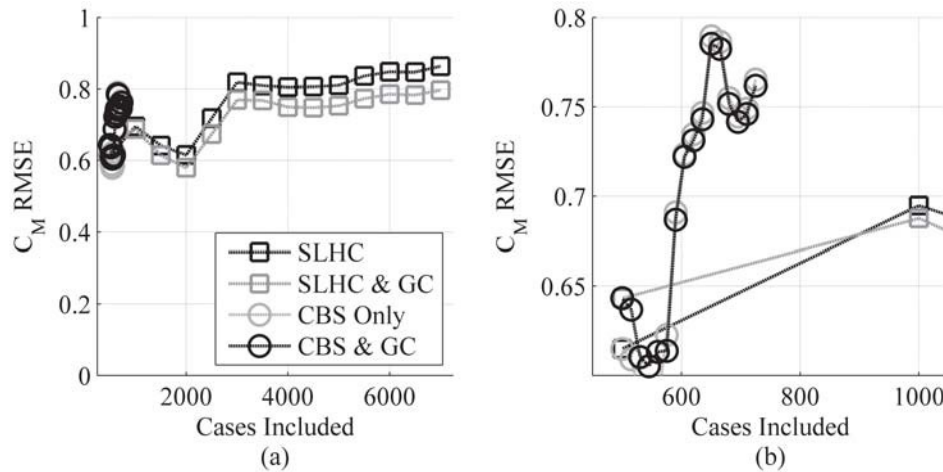 1
0.8
0.6
0.4
0.2
0
C_M RMSE
2000 4000 6000
Cases Included
(a)
SLHC
SLHC & GC
CBS Only
CBS & GC
0.8
0.75
0.7
0.65
C_M RMSE
600 800 1000
Cases Included
(b)